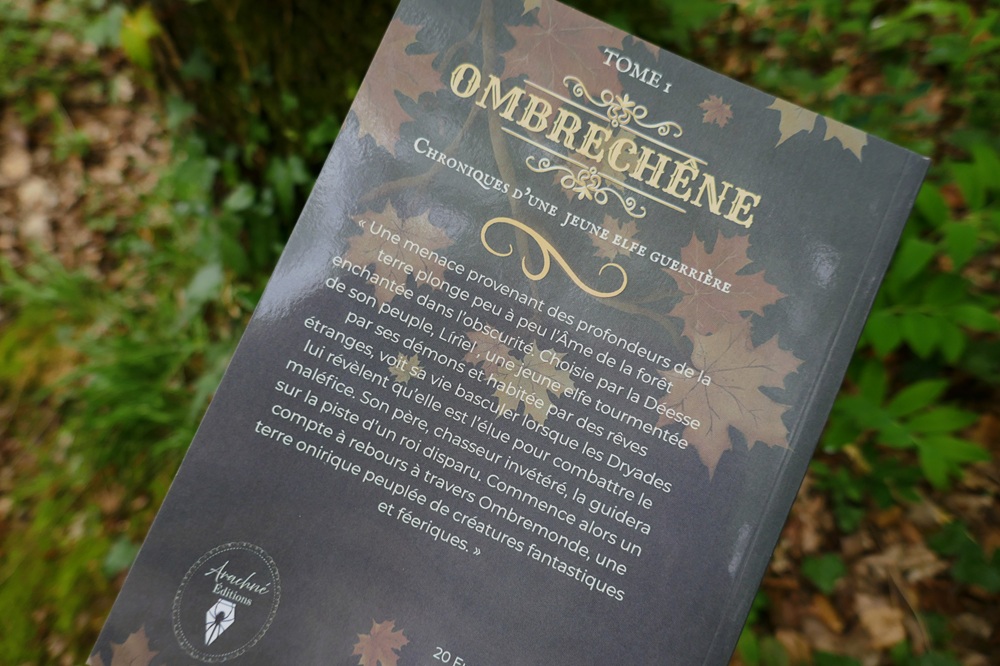 TOME 1
OMBRECHÊNE
CHRONIQUES D'UNE JEUNE ELFE GUERRIÈRE
« Une menace provenant des profondeurs de la
terre plonge peu à peu l'Âme de la forêt
enchantée dans l'obscurité. Choisie par la Déesse
de son peuple, Liriel, une jeune elfe tourmentée
par ses démons et habitée par des rêves
étranges, voit sa vie basculer lorsque les Dryades
lui révèlent qu'elle est l'élue pour combattre le
maléfice. Son père, chasseur invétéré, la guidera
sur la piste d'un roi disparu. Commence alors un
compte à rebours à travers Ombremonde, une
terre onirique peuplée de créatures fantastiques
et féeriques. »
Arachné
Éditions
20